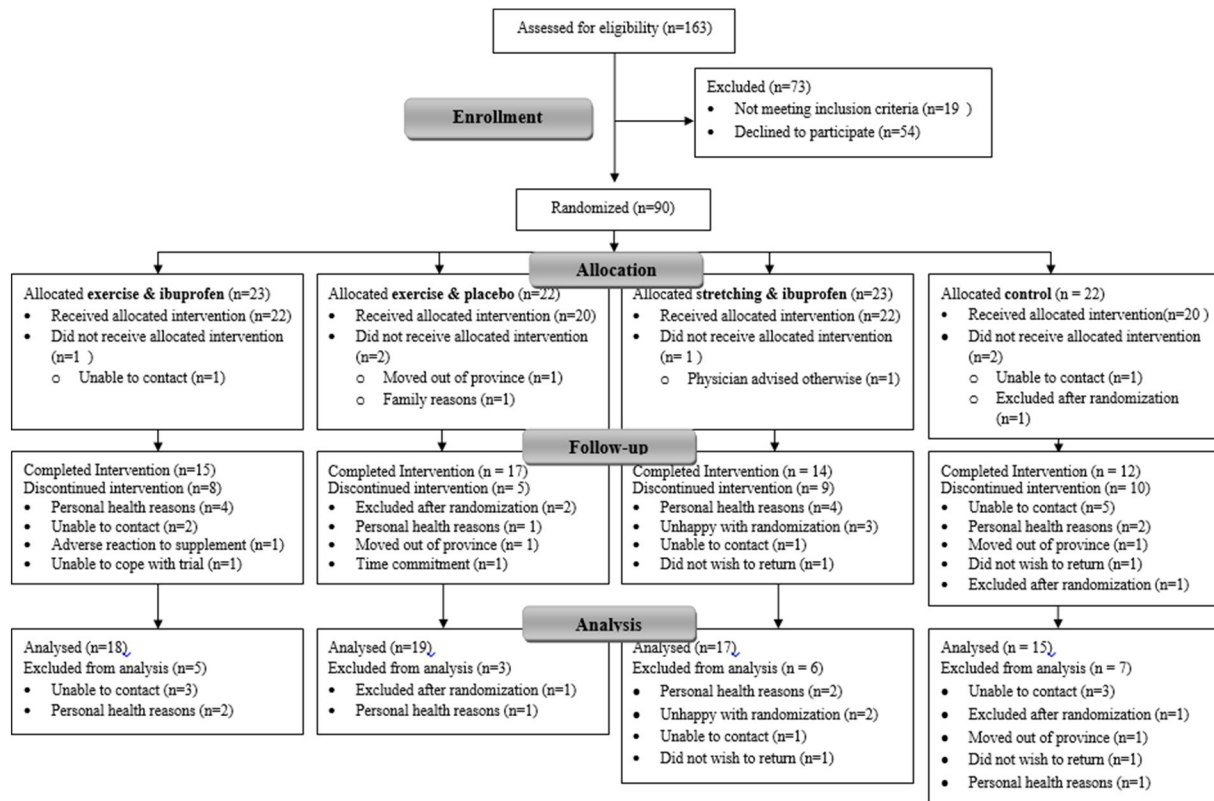 Assessed for eligibility (n=163)
Excluded (n=73)
• Not meeting inclusion criteria (n=19 )
• Declined to participate (n=54)
Enrollment
Randomized (n=90)
Allocation
Allocated exercise & ibuprofen (n=23)
• Received allocated intervention (n=22)
• Did not receive allocated intervention
(n=1 )
o Unable to contact (n=1)
Allocated exercise & placebo (n=22)
• Received allocated intervention (n=20)
• Did not receive allocated intervention
(n=2)
o Moved out of province (n=1)
o Family reasons (n=1)
Allocated stretching & ibuprofen (n=23)
• Received allocated intervention (n=22)
• Did not receive allocated intervention
(n= 1 )
o Physician advised otherwise (n=1)
Allocated control (n = 22)
• Received allocated intervention(n=20 )
• Did not receive allocated intervention
(n=2)
o Unable to contact (n=1)
o Excluded after randomization
(n=1)
Follow-up
Completed Intervention (n=15)
Discontinued intervention (n=8)
• Personal health reasons (n=4)
• Unable to contact (n=2)
• Adverse reaction to supplement (n=1)
• Unable to cope with trial (n=1)
Completed Intervention (n = 17)
Discontinued intervention (n= 5)
• Excluded after randomization (n=2)
• Personal health reasons (n= 1)
• Moved out of province (n= 1)
• Time commitment (n=1)
Completed Intervention (n = 14)
Discontinued intervention (n= 9)
• Personal health reasons (n=4)
• Unhappy with randomization (n=3)
• Unable to contact (n=1)
• Did not wish to return (n=1)
Completed Intervention (n = 12)
Discontinued intervention (n= 10)
• Unable to contact (n=5)
• Personal health reasons (n=2)
• Moved out of province (n=1)
• Did not wish to return (n=1)
• Excluded after randomization (n=1)
Analysis
Analysed (n=18)
Excluded from analysis (n=5)
• Unable to contact (n=3)
• Personal health reasons (n=2)
Analysed (n=19)
Excluded from analysis (n=3)
• Excluded after randomization (n=1)
• Personal health reasons (n=1)
Analysed (n=17)
Excluded from analysis (n = 6)
• Personal health reasons (n=2)
• Unhappy with randomization (n=2)
• Unable to contact (n=1)
• Did not wish to return (n=1)
Analysed (n = 15)
Excluded from analysis (n = 7)
• Unable to contact (n=3)
• Excluded after randomization (n=1)
• Moved out of province (n=1)
• Did not wish to return (n=1)
• Personal health reasons (n=1)